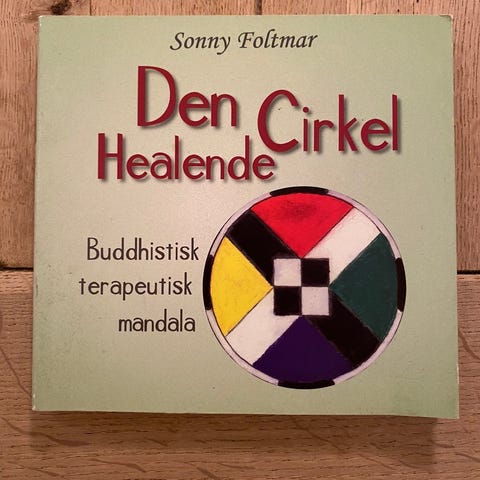 Sonny Foltmar
Den Cirkel
Healende
Buddhistisk
terapeutisk
mandala